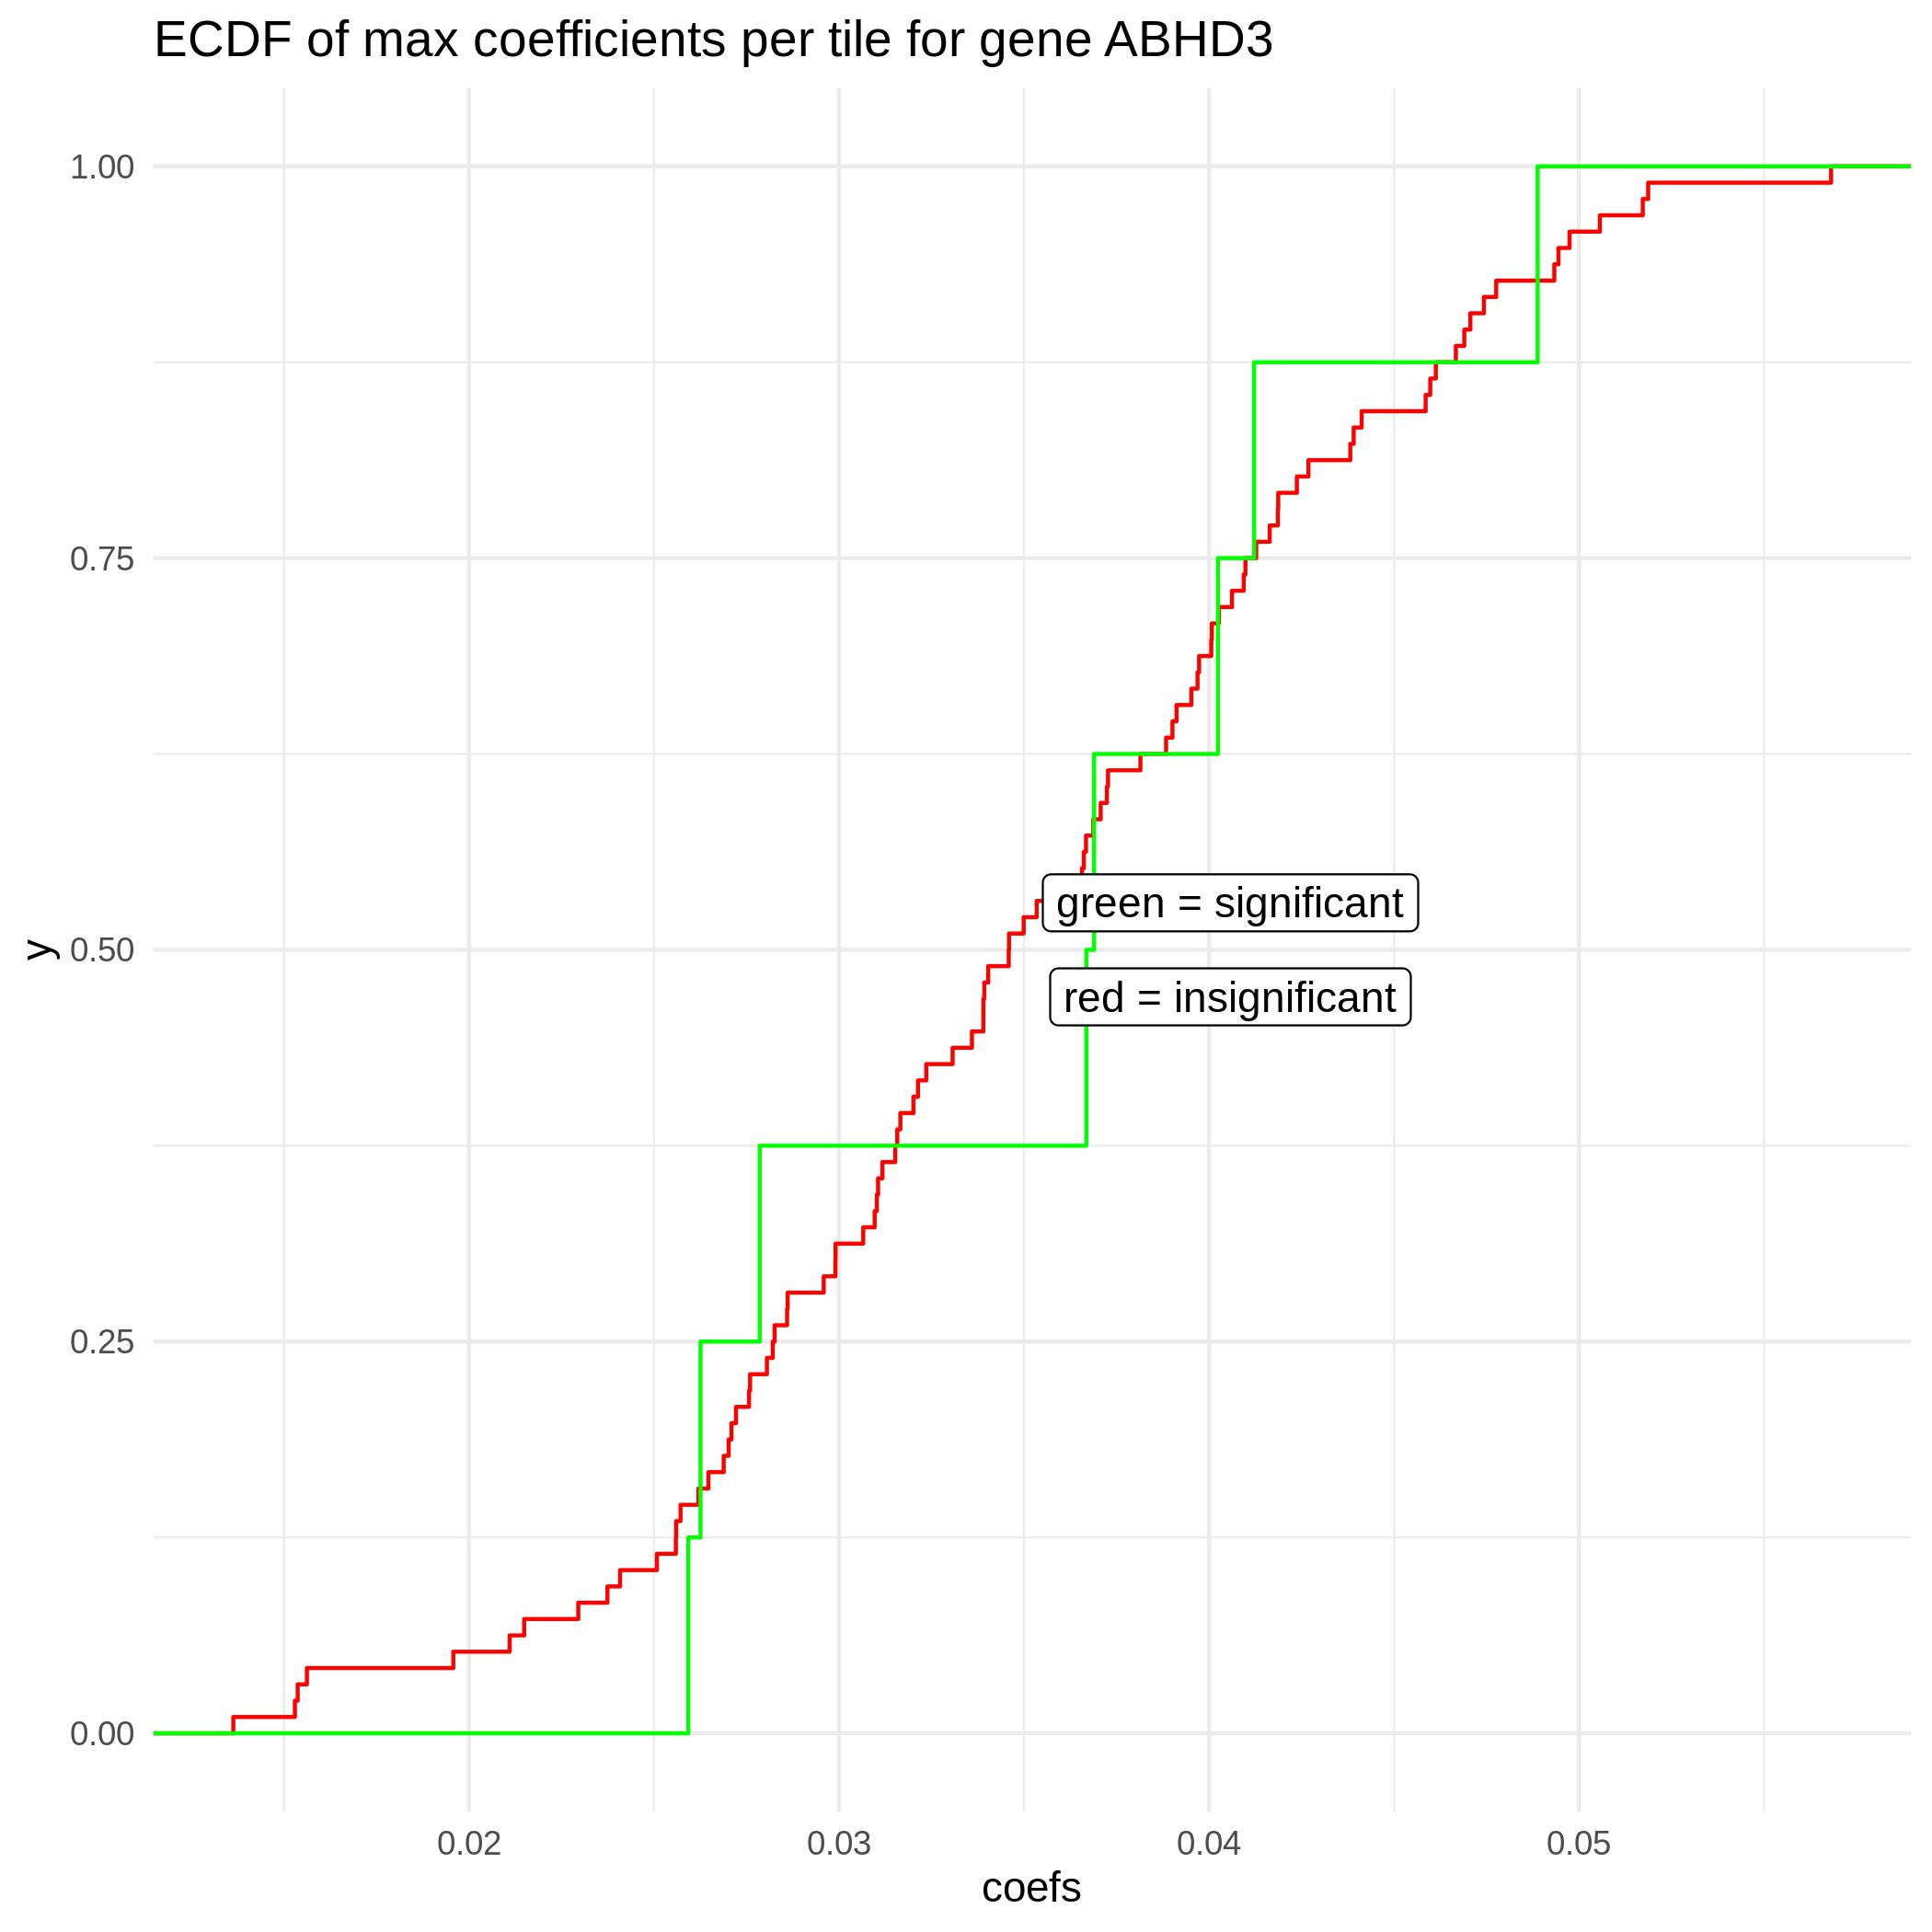 ECDF of max coefficients per tile for gene ABHD3
1.00
0.75
0.50
0.25
0.00
y
green = significant
red = insignificant
0.02 0.03 0.04 0.05
coefs